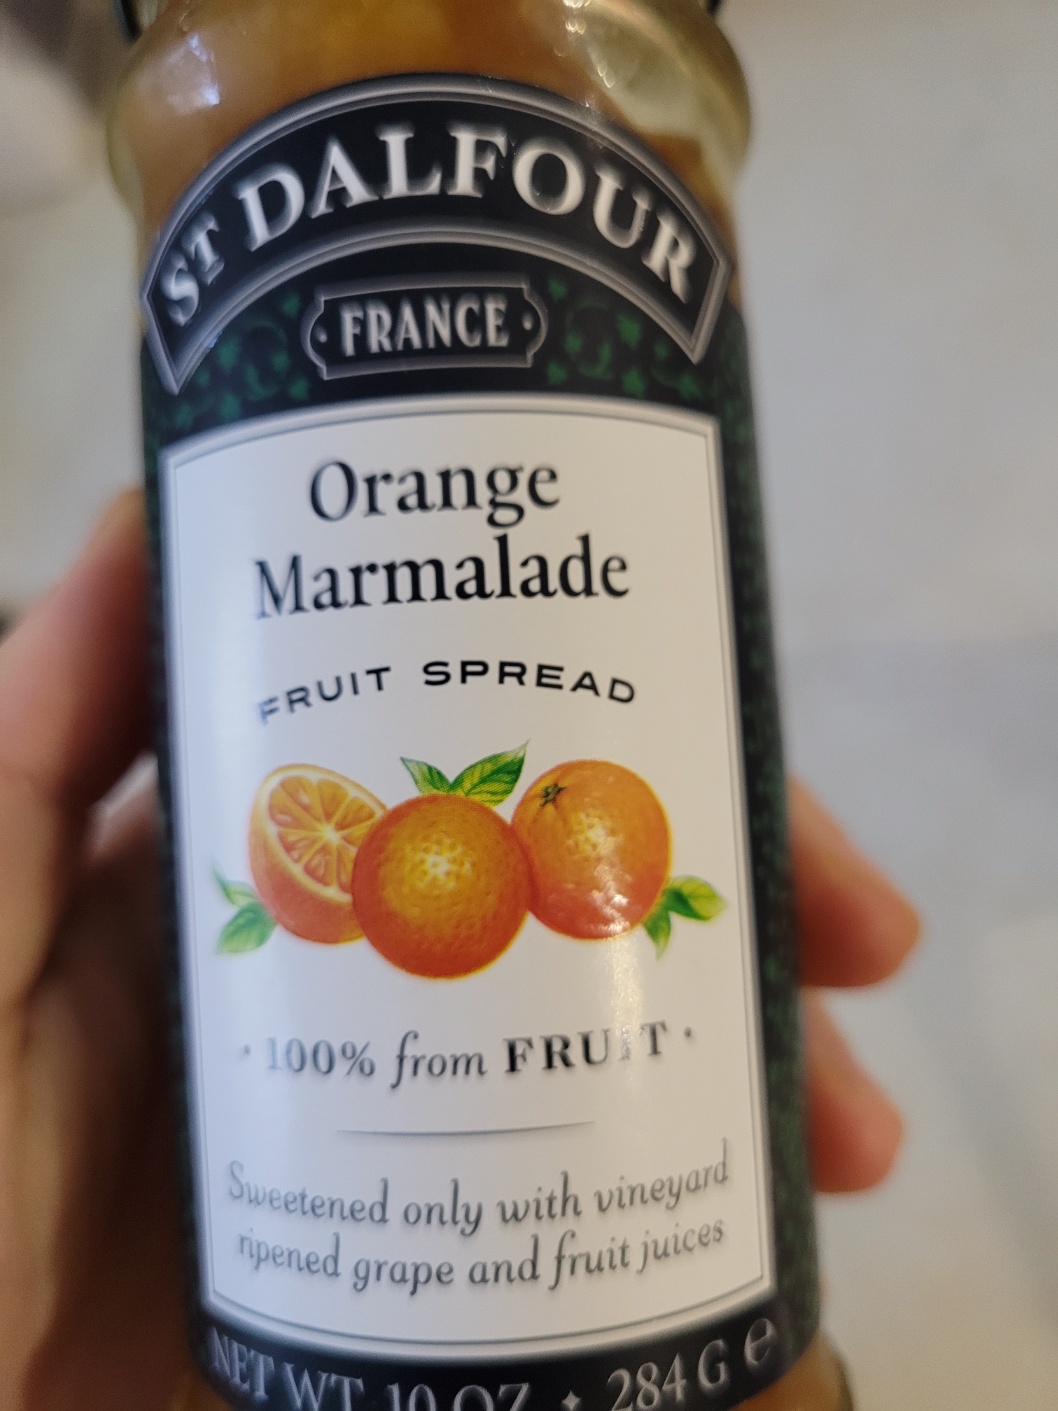 ST DALFOUR
FRANCE
Orange
Marmalade
FRUIT SPREAD
· 100% from FRUIT ·
Sweetened only with vineyard
ripened grape and fruit juices
NET WT 10 OZ • 284 G e